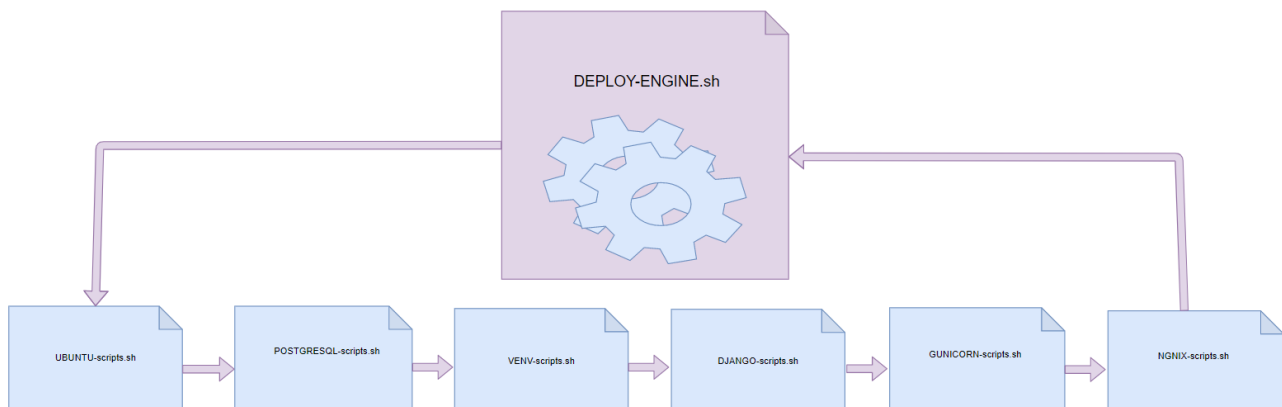 DEPLOY-ENGINE.sh
UBUNTU-scripts.sh
POSTGRESQL-scripts.sh
VENV-scripts.sh
DJANGO-scripts.sh
GUNICORN-scripts.sh
NGNIX-scripts.sh